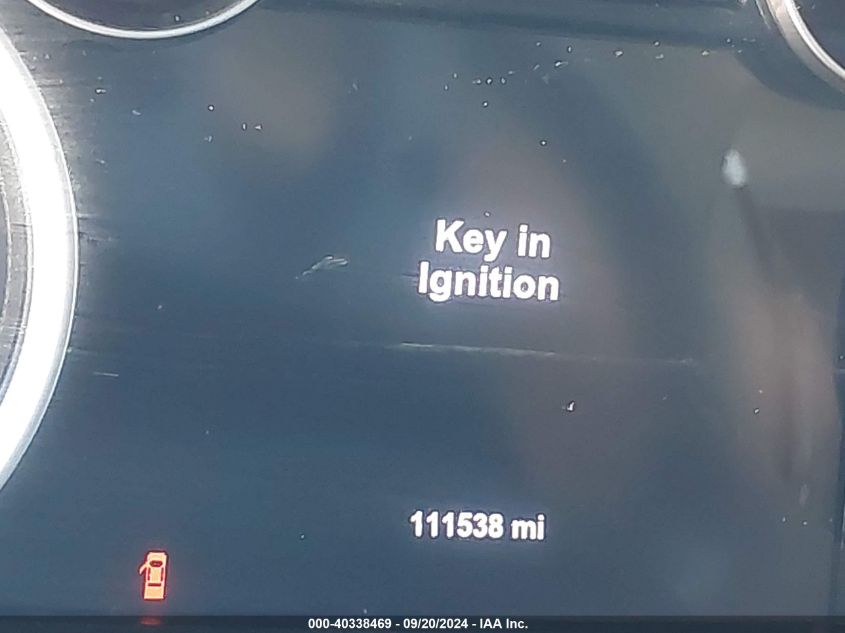 Key in
Ignition
111538 mi
000-40338469 - 09/20/2024 - IAA Inc.